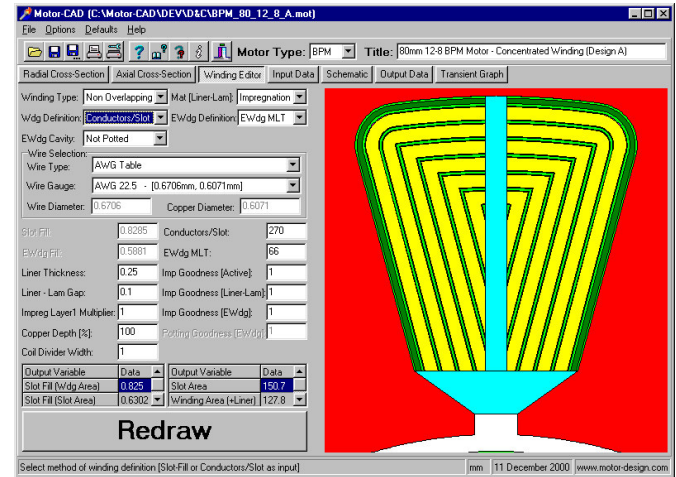 Motor-CAD (C:\Motor-CAD\DEV\D&C\BPM_80_12_8_A.mot)
File Options Defaults Help
Motor Type: BPM Title: 80mm 12-8 BPM Motor - Concentrated Winding (Design A)
Radial Cross-Section Axial Cross-Section Winding Editor Input Data Schematic Output Data Transient Graph
Winding Type: Non Overlapping Mat [Liner-Lam]: Impregnation
Wdg Definition: Conductors/Slot EWdg Definition: EWdg MLT
EWdg Cavity: Not Potted
Wire Selection:
Wire Type: AWG Table
Wire Gauge: AWG 22.5 - [0.6706mm, 0.6071mm]
Wire Diameter: 0.6706 Copper Diameter: 0.6071
Slot Fill: 0.8285 Conductors/Slot: 270
EWdg Fill: 0.5881 EWdg MLT: 66
Liner Thickness: 0.25 Imp Goodness [Active]: 1
Liner - Lam Gap: 0.1 Imp Goodness [Liner-Lam]: 1
Impreg Layer1 Multiplier: 1 Imp Goodness [EWdg]: 1
Copper Depth [%]: 100 Potting Goodness [EWdg] 1
Coil Divider Width: 1
Output Variable Data Output Variable Data
Slot Fill (Wdg Area) 0.825 Slot Area 150.7
Slot Fill (Slot Area) 0.6302 Winding Area (+Liner) 127.8
Redraw
Select method of winding definition [Slot-Fill or Conductors/Slot as input] mm 11 December 2000 www.motor-design.com